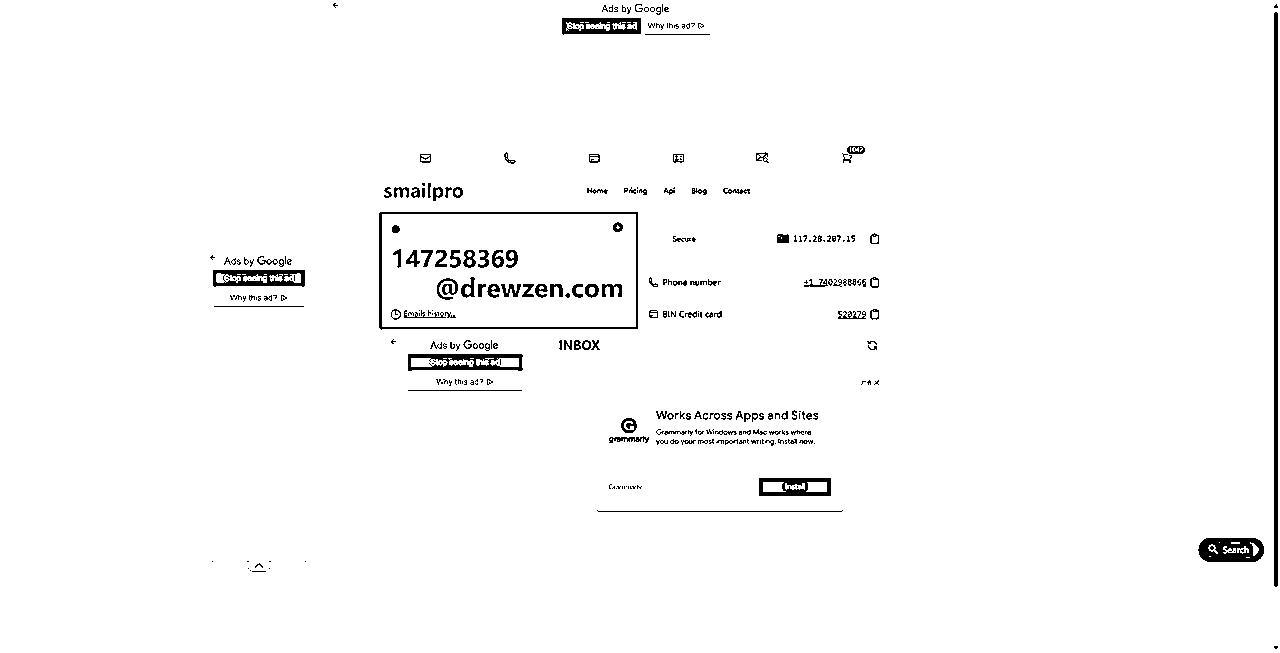 Ads by Google
Stop seeing this ad
Why this ad?
1042
smailpro
Home
Pricing
Api
Blog
Contact
147258369
@drewzen.com
Emails history..
Secure
117.28.207.15
Phone number
+1 7402988866
BIN Credit card
520279
Ads by Google
Stop seeing this ad
Why this ad?
Ads by Google
Stop seeing this ad
Why this ad?
INBOX
Works Across Apps and Sites
Grammarly for Windows and Mac works where
you do your most important writing. Install now.
grammarly
Grammarly
Install
Search